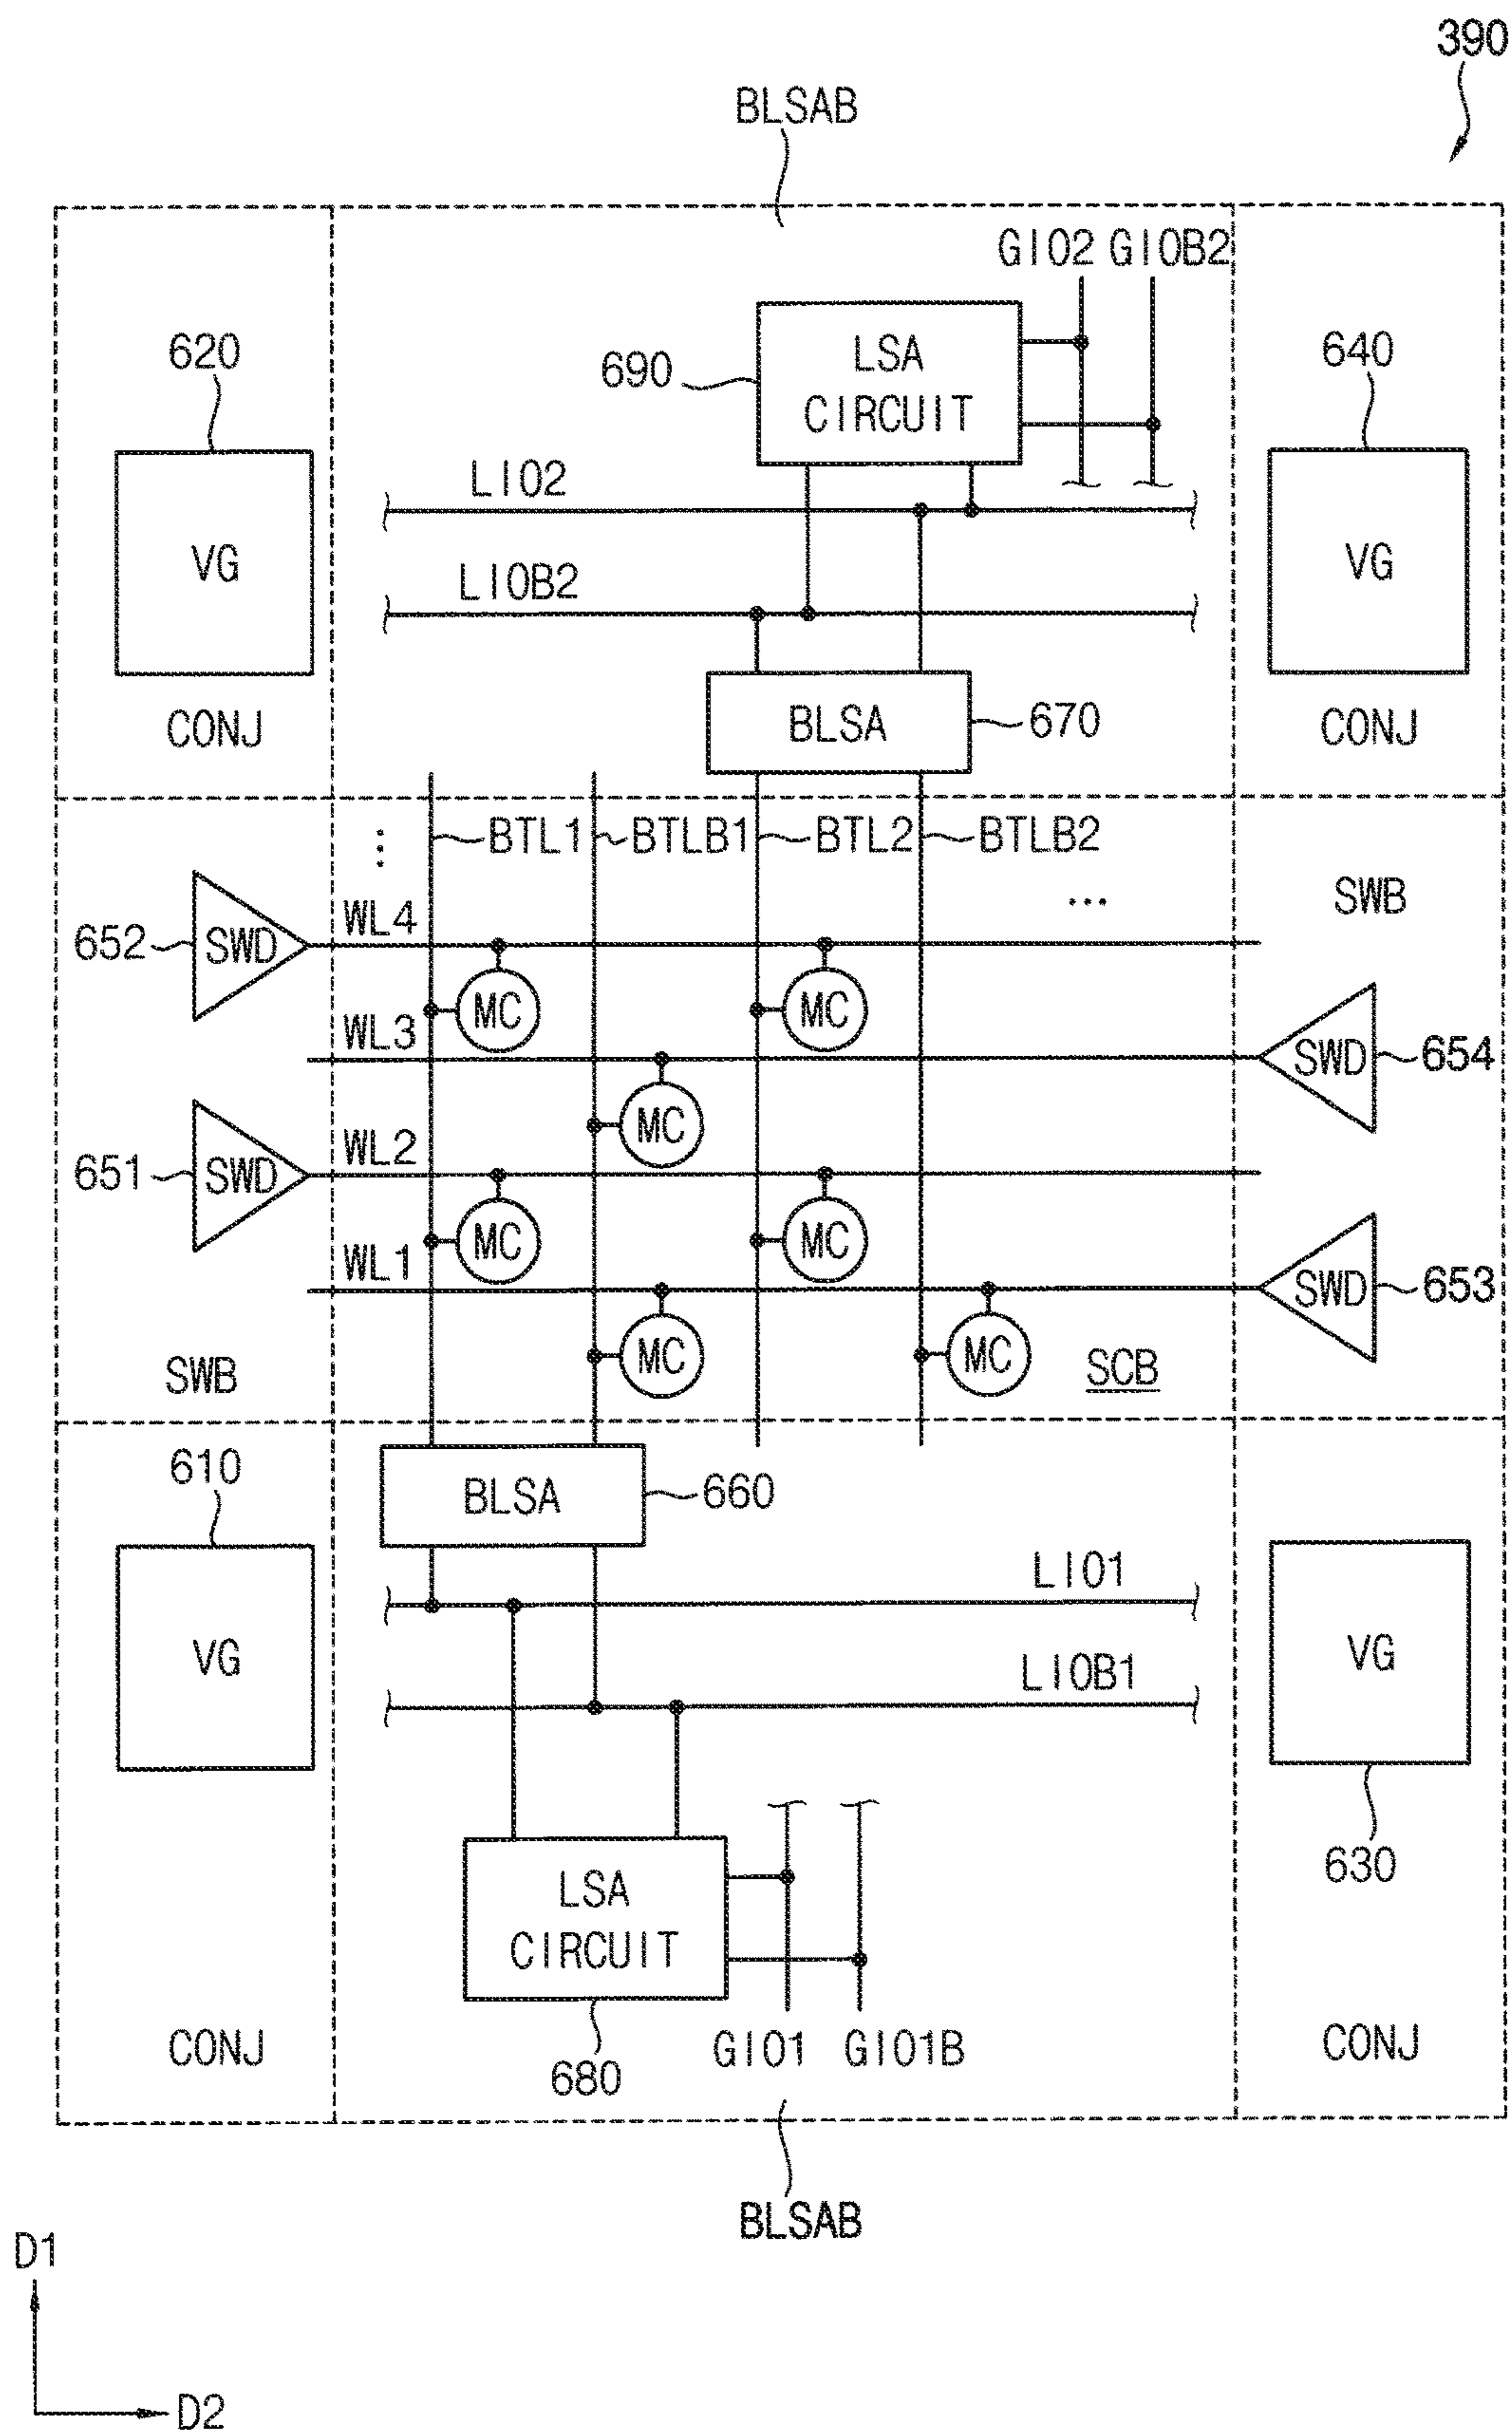 390
BLSAB
GIO2 GIOB2
620
690
LSA
CIRCUIT
640
LIO2
VG
VG
LIOB2
CONJ
BLSA
670
CONJ
BTL1
BTLB1
BTL2
BTLB2
...
...
SWB
652
SWD
WL4
MC
MC
WL3
SWD
654
MC
651
SWD
WL2
MC
MC
WL1
SWD
653
MC
MC
SCB
SWB
610
BLSA
660
LIO1
VG
VG
LIOB1
LSA
CIRCUIT
630
CONJ
680
GIO1 GIO1B
CONJ
BLSAB
D1
D2